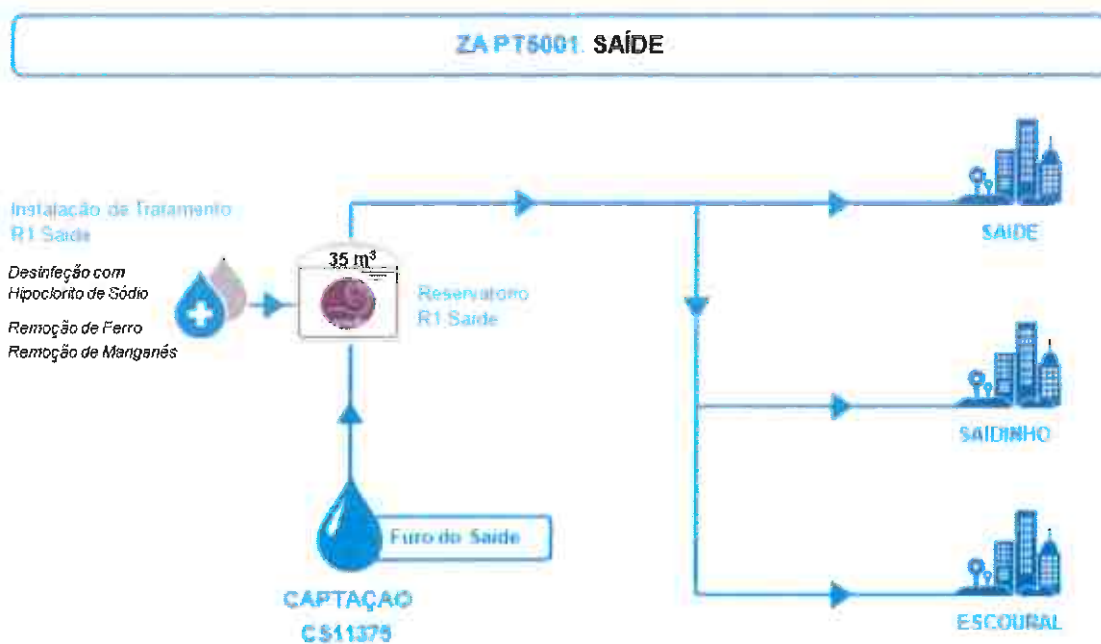 ZA PT5001. SAÍDE
Instalação de Tratamento
R1 Saíde
Desinfeção com
Hipoclorito de Sódio
Remoção de Ferro
Remoção de Manganês
35 m³
Reservatório
R1 Saíde
SAÍDE
SAIDINHO
Furo do Saíde
CAPTAÇÃO
CS11375
ESCOURAL